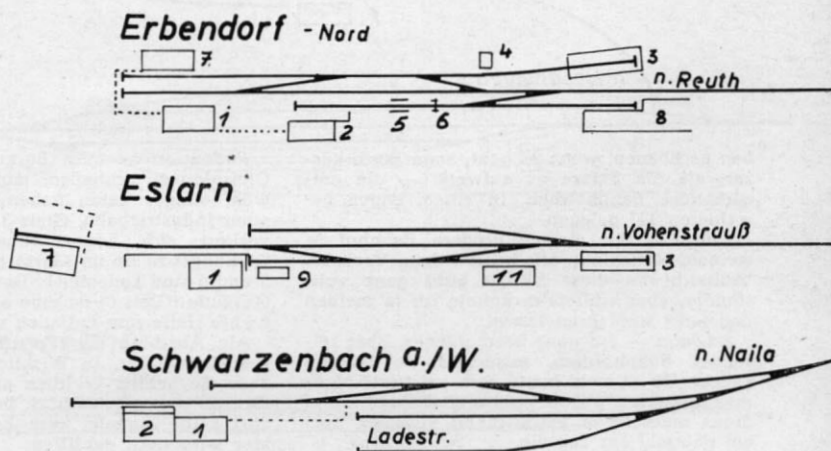 Erbendorf - Nord
7
4
3
n. Reuth
1
2
5
6
8
Eslarn
n. Vohenstrauß
7
1
9
11
3
Schwarzenbach a./W.
n. Naila
2
1
Ladestr.